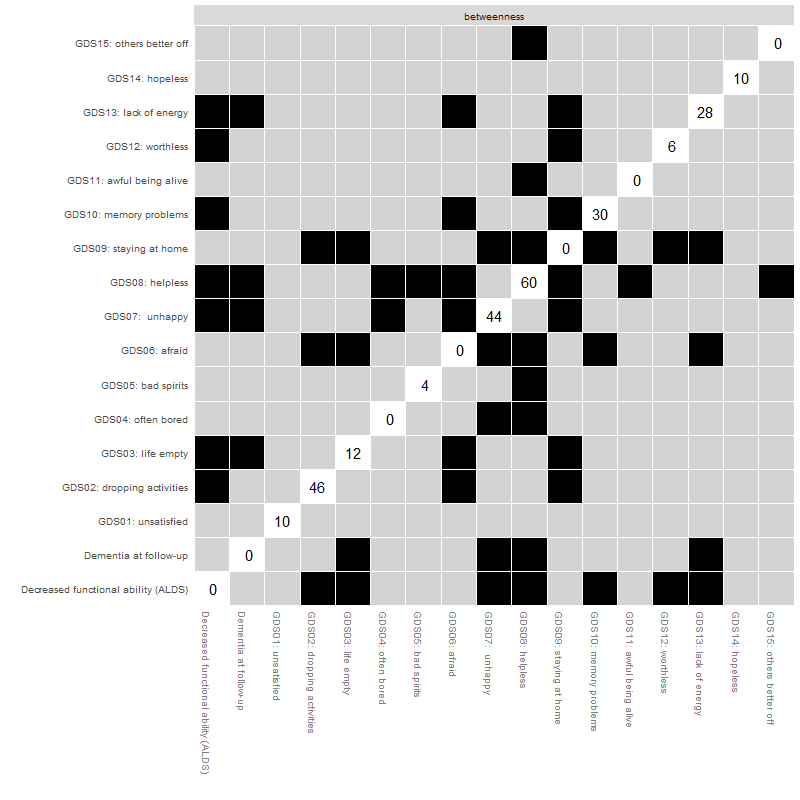 betweenness
GDS15: others better off 0
GDS14: hopeless 10
GDS13: lack of energy 28
GDS12: worthless 6
GDS11: awful being alive 0
GDS10: memory problems 30
GDS09: staying at home 0
GDS08: helpless 60
GDS07: unhappy 44
GDS06: afraid 0
GDS05: bad spirits 4
GDS04: often bored 0
GDS03: life empty 12
GDS02: dropping activities 46
GDS01: unsatisfied 10
Dementia at follow-up 0
Decreased functional ability (ALDS) 0
Decreased functional ability (ALDS)
Dementia at follow-up
GDS01: unsatisfied
GDS02: dropping activities
GDS03: life empty
GDS04: often bored
GDS05: bad spirits
GDS06: afraid
GDS07: unhappy
GDS08: helpless
GDS09: staying at home
GDS10: memory problems
GDS11: awful being alive
GDS12: worthless
GDS13: lack of energy
GDS14: hopeless
GDS15: others better off